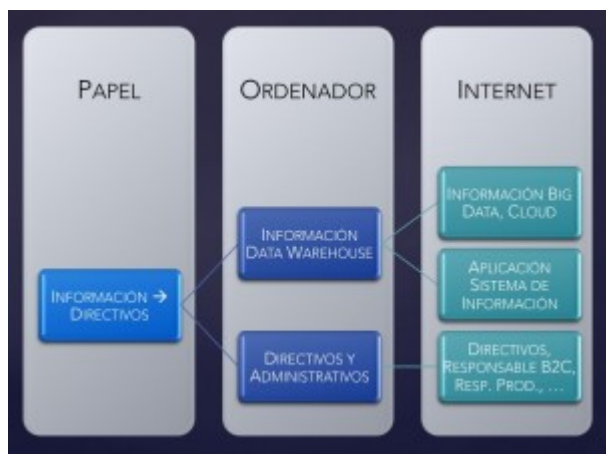 PAPEL
ORDENADOR
INTERNET
INFORMACIÓN →
DIRECTIVOS
INFORMACIÓN
DATA WAREHOUSE
DIRECTIVOS Y
ADMINISTRATIVOS
INFORMACIÓN BIG
DATA, CLOUD
APLICACIÓN
SISTEMA DE
INFORMACIÓN
DIRECTIVOS,
RESPONSABLE B2C,
RESP. PROD., ...